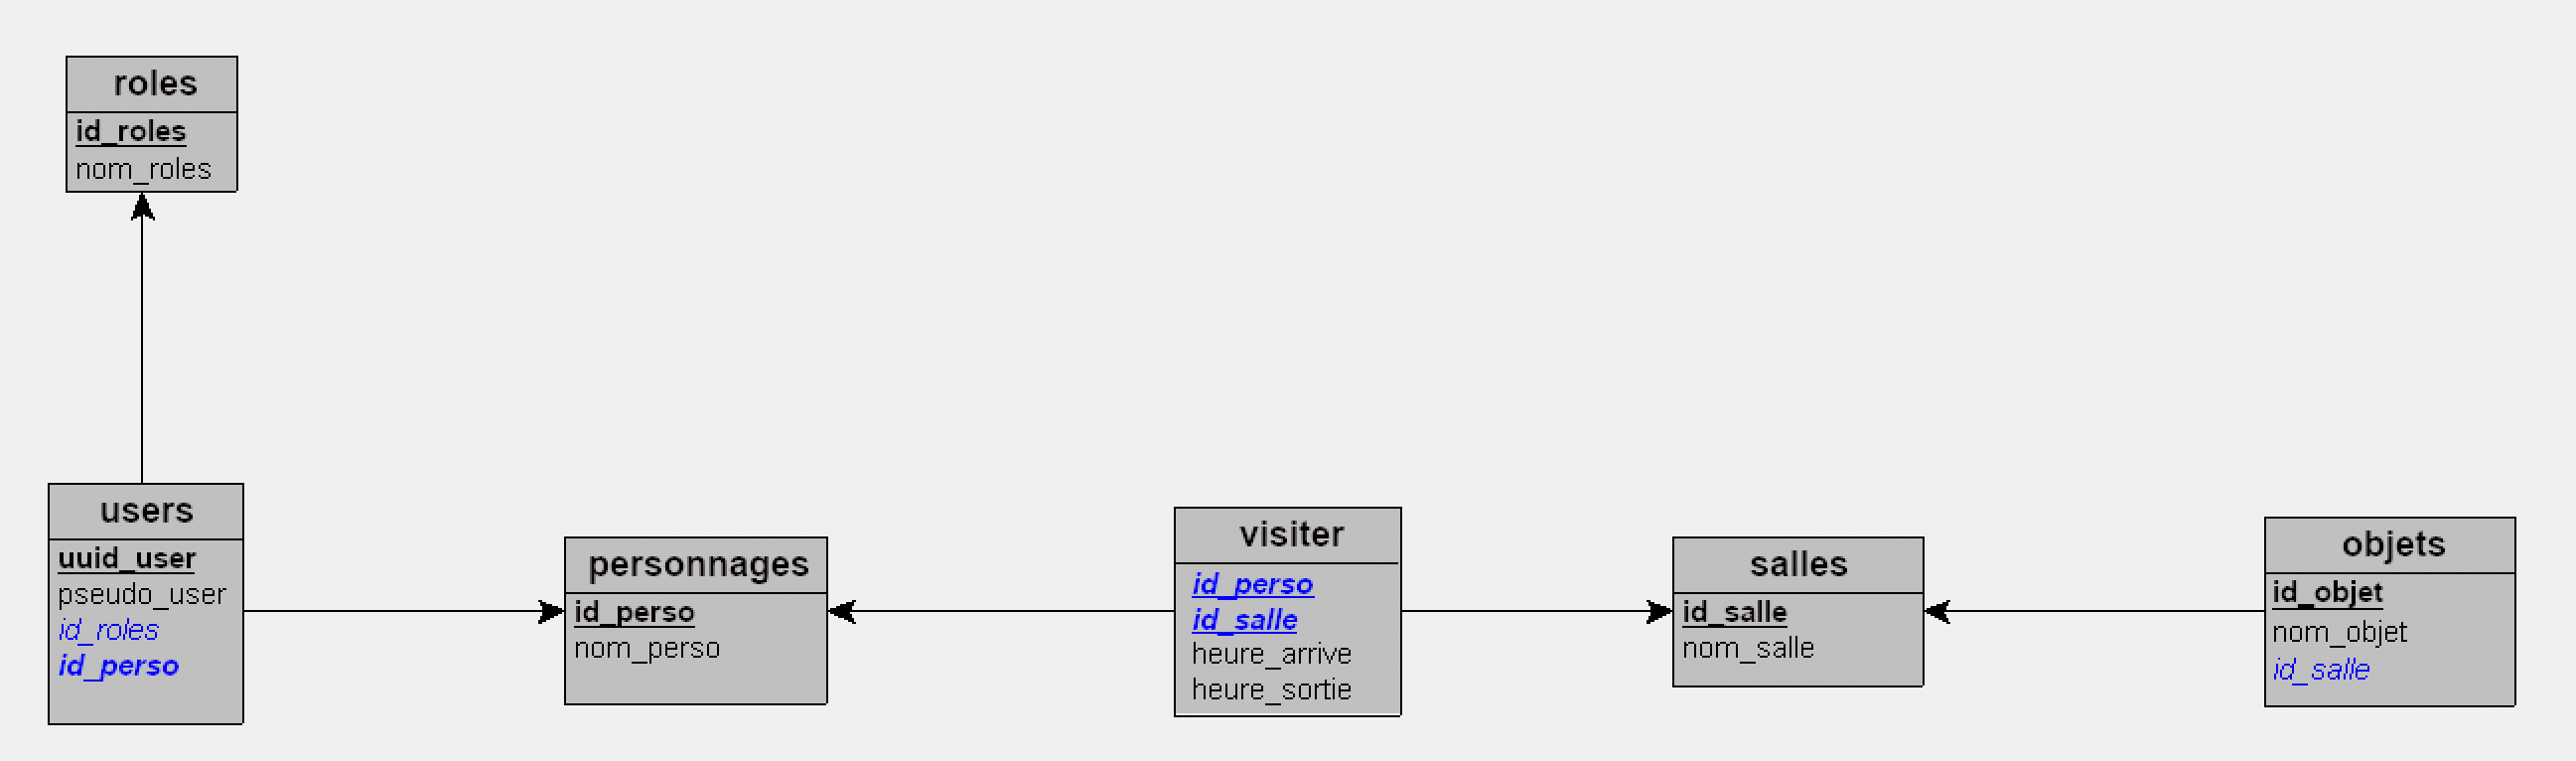 roles
id_roles
nom_roles
users
uuid_user
pseudo_user
id_roles
id_perso
personnages
id_perso
nom_perso
visiter
id_perso
id_salle
heure_arrive
heure_sortie
salles
id_salle
nom_salle
objets
id_objet
nom_objet
id_salle